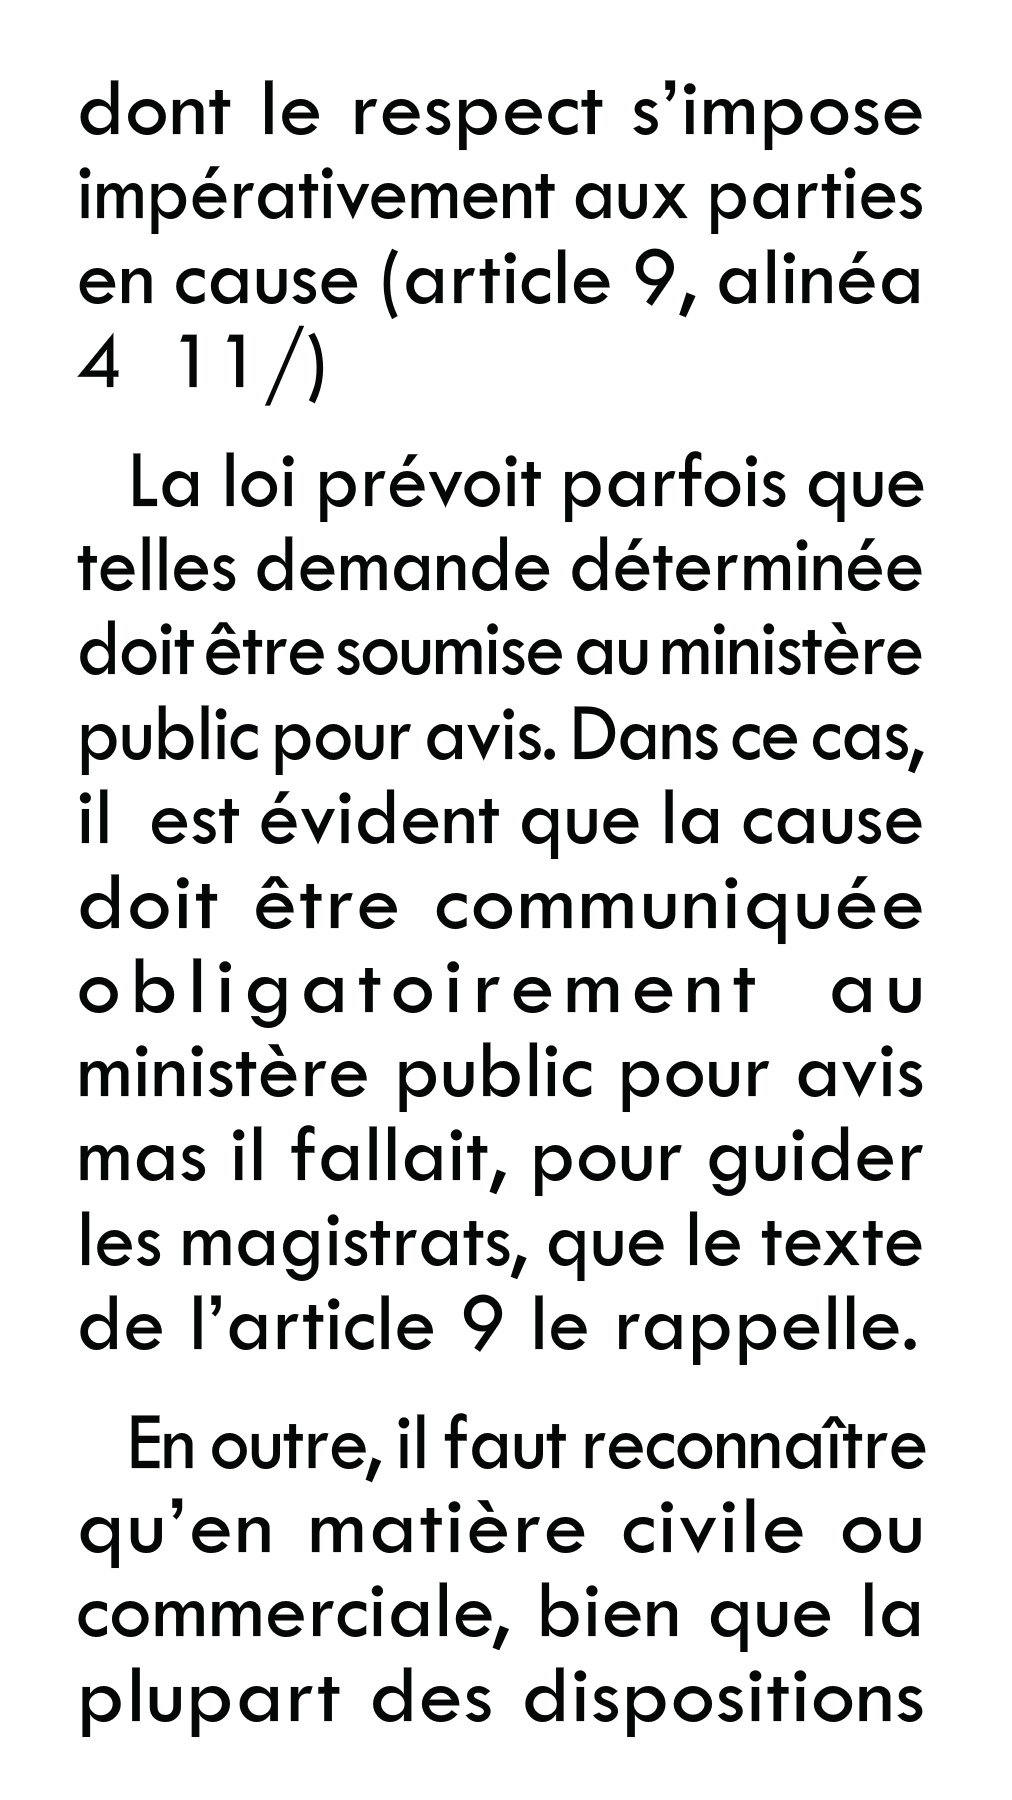 dont le respect s’impose
impérativement aux parties
en cause (article 9, alinéa
4 11/)
La loi prévoit parfois que
telles demande déterminée
doit être soumise au ministère
public pour avis. Dans ce cas,
il est évident que la cause
doit être communiquée
obligatoirement au
ministère public pour avis
mas il fallait, pour guider
les magistrats, que le texte
de l’article 9 le rappelle.
En outre, il faut reconnaître
qu’en matière civile ou
commerciale, bien que la
plupart des dispositions